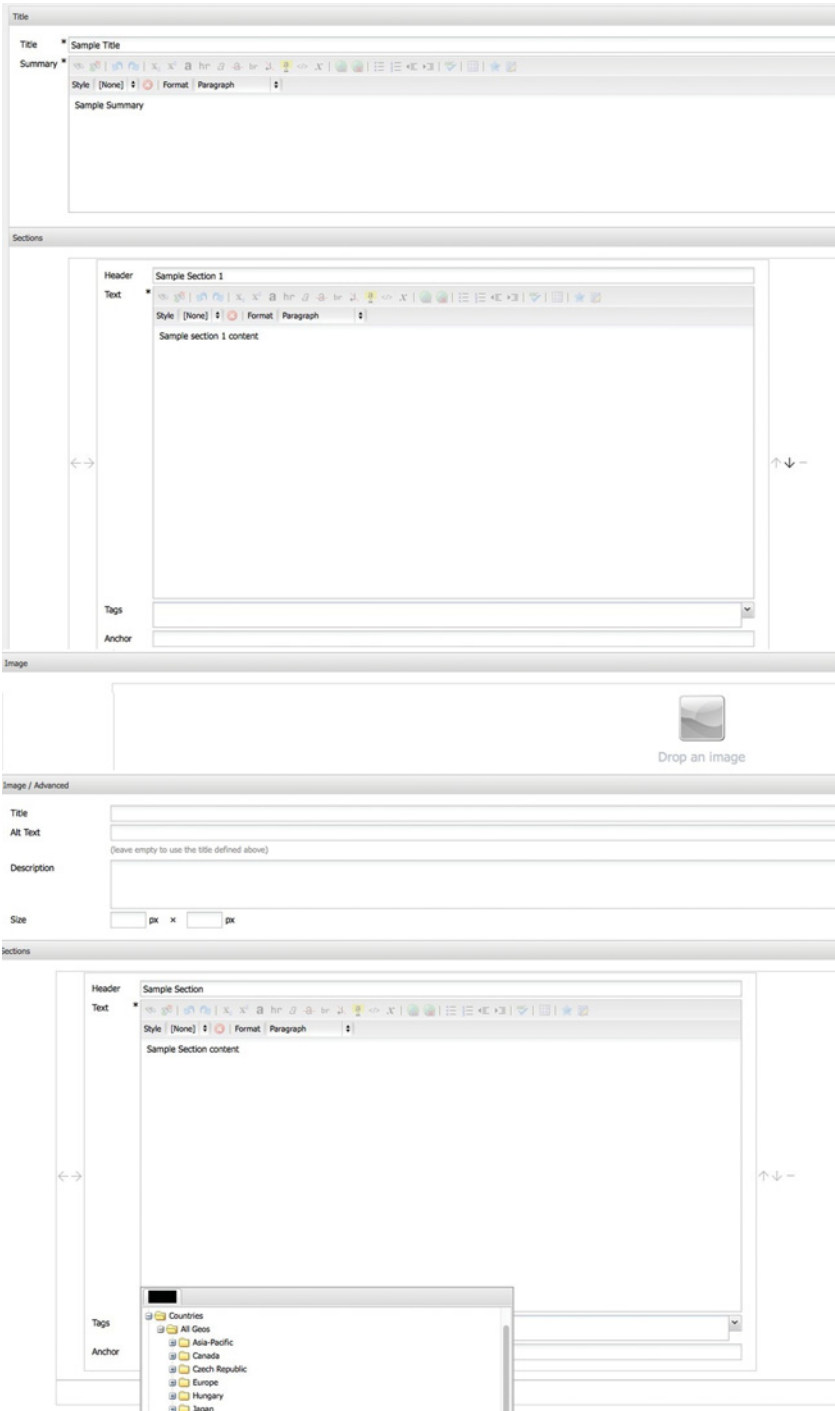 Title
Title * Sample Title
Summary *
Style [None] Format Paragraph
Sample Summary
Sections
Header Sample Section 1
Text *
Style [None] Format Paragraph
Sample section 1 content
Tags
Anchor
Image
Drop an image
Image / Advanced
Title
Alt Text
(leave empty to use the title defined above)
Description
Size px × px
Sections
Header Sample Section
Text *
Style [None] Format Paragraph
Sample Section content
Tags
Countries
All Geos
Asia-Pacific
Anchor
Canada
Czech Republic
Europe
Hungary
Japan